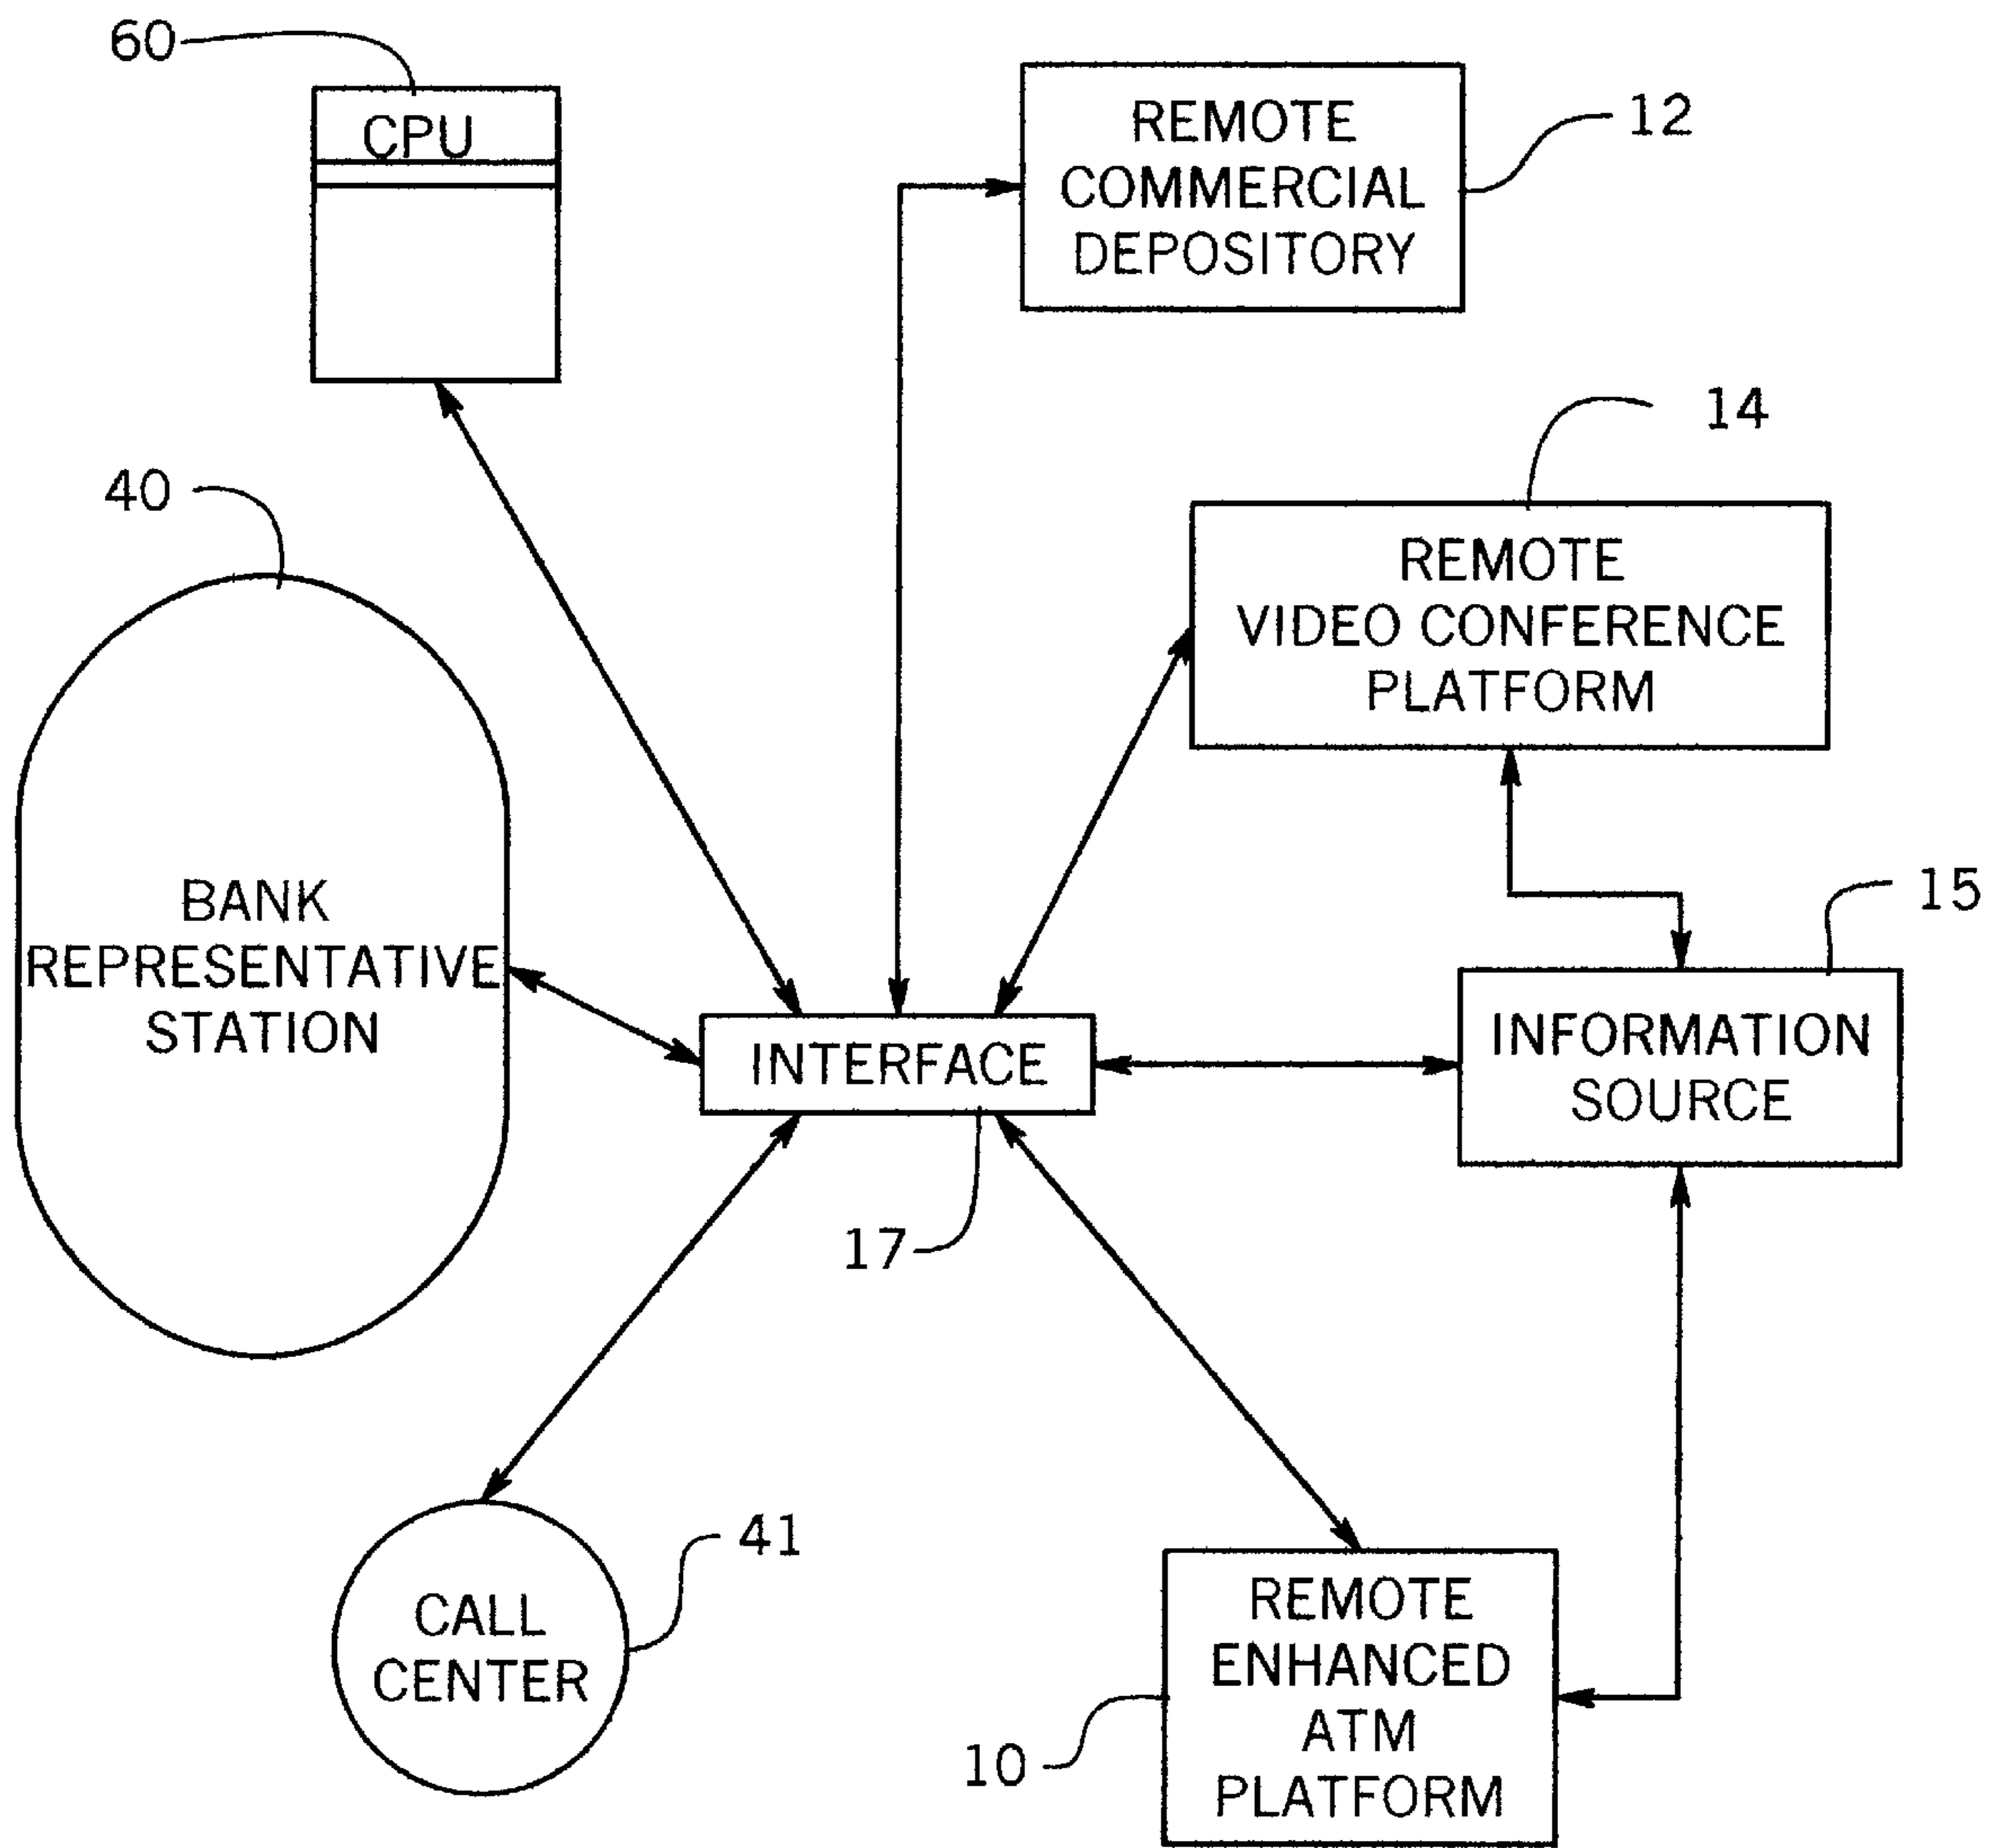 60
CPU
REMOTE
COMMERCIAL
DEPOSITORY
12
14
40
REMOTE
VIDEO CONFERENCE
PLATFORM
15
BANK
REPRESENTATIVE
STATION
INTERFACE
INFORMATION
SOURCE
17
41
CALL
CENTER
REMOTE
ENHANCED
ATM
PLATFORM
10